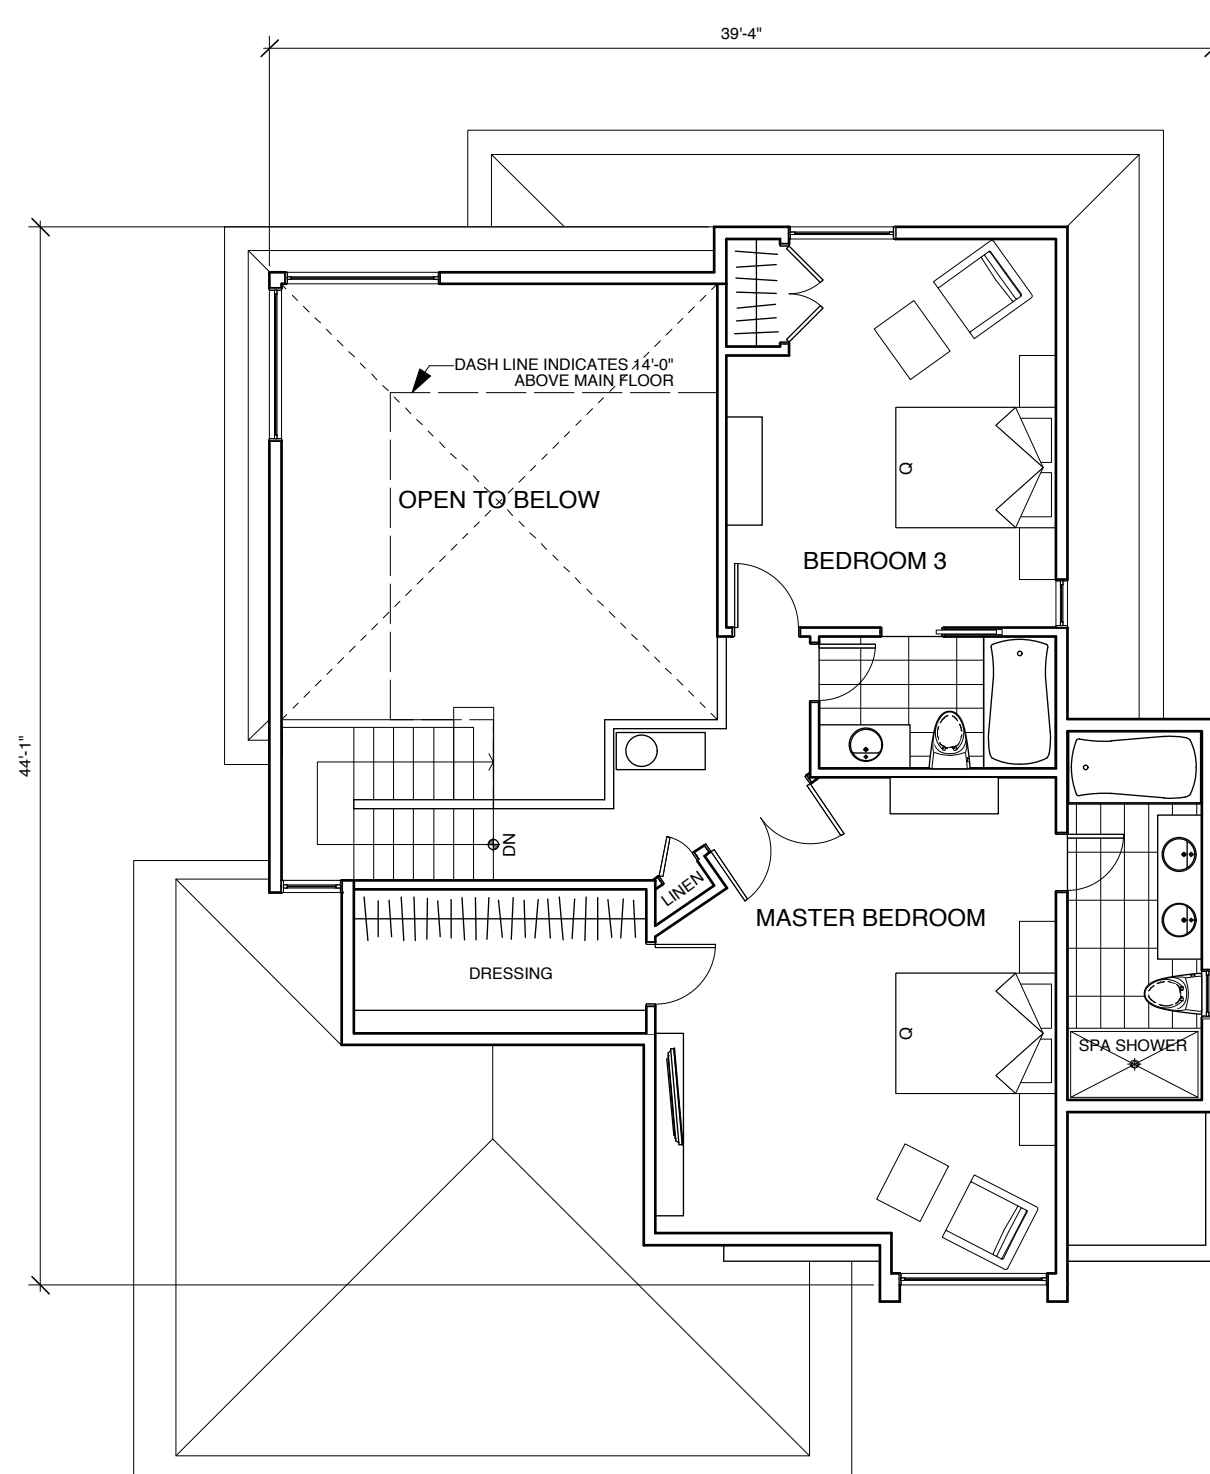 39'-4"
DASH LINE INDICATES 14'-0"
ABOVE MAIN FLOOR
OPEN TO BELOW
Q
BEDROOM 3
44'-1"
DN
LINEN
MASTER BEDROOM
DRESSING
Q
SPA SHOWER